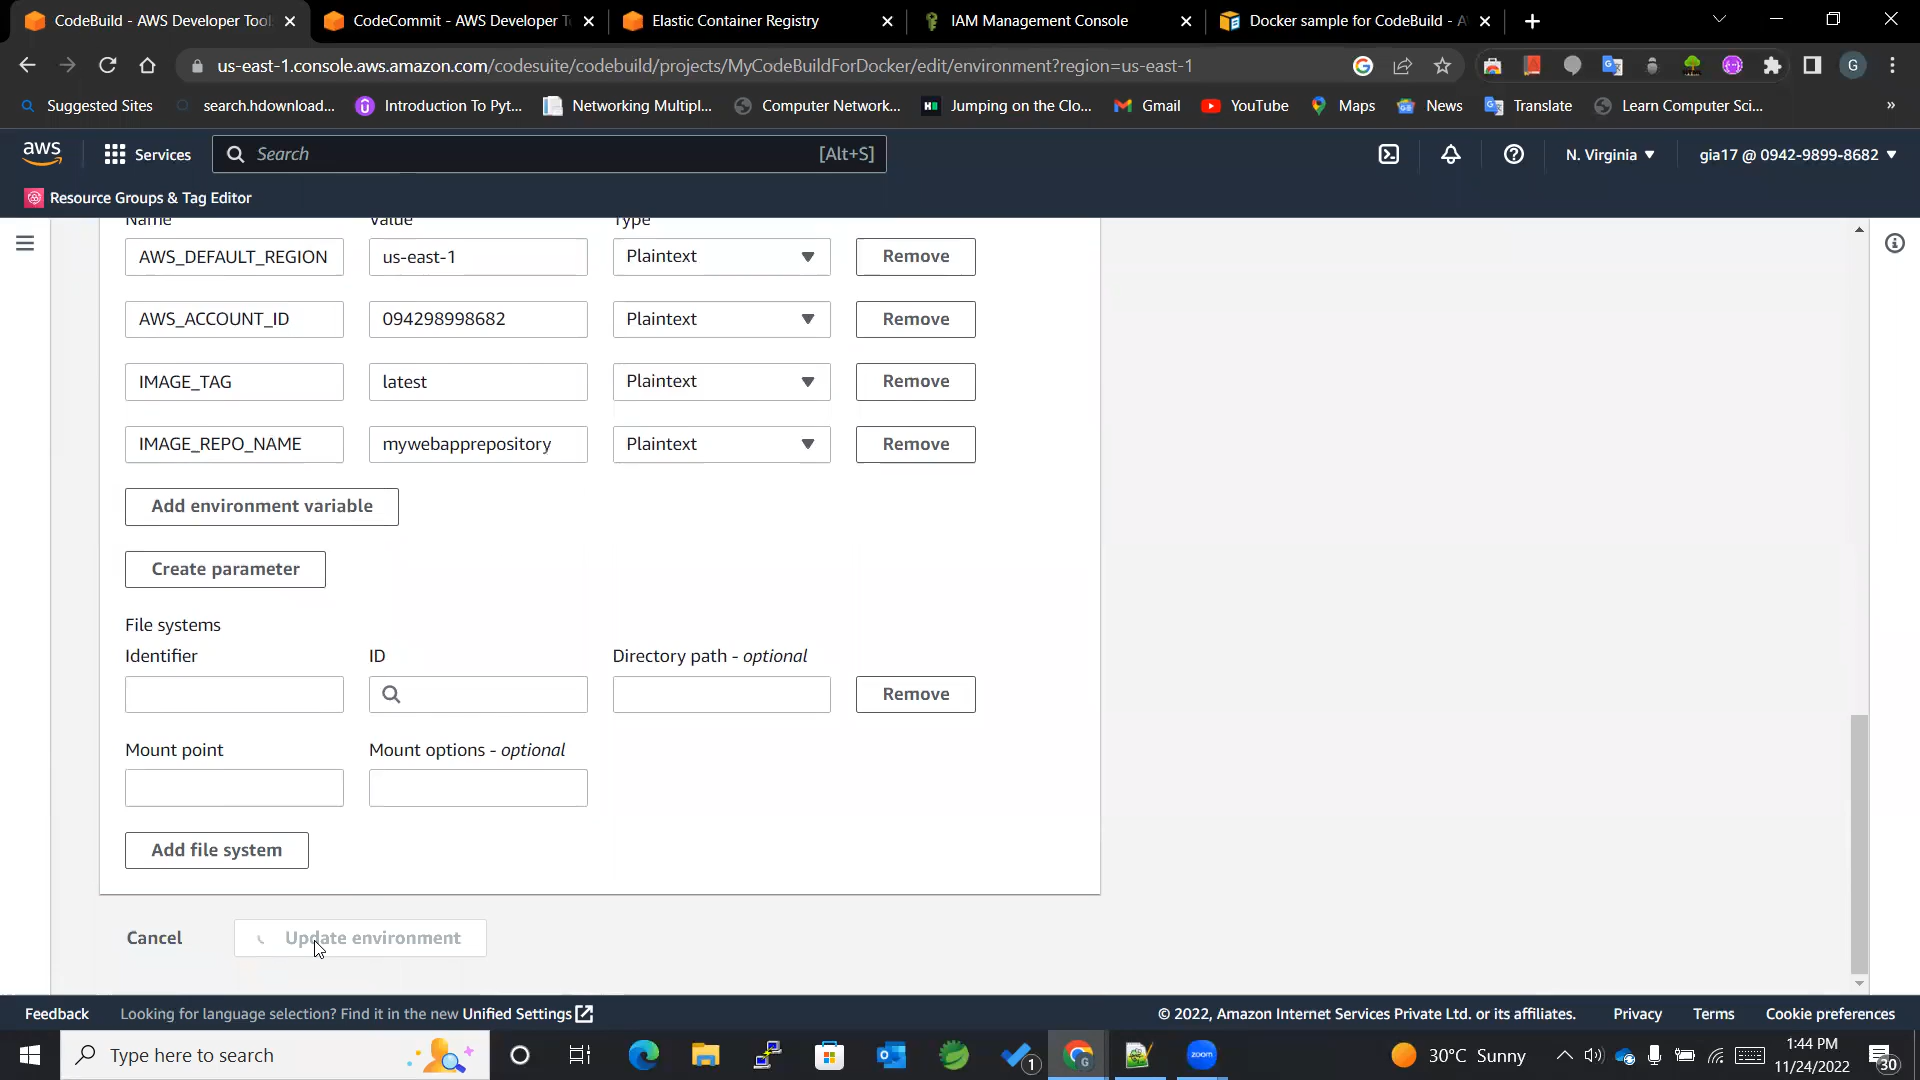 CodeBuild - AWS Developer Tool
CodeCommit - AWS Developer T
Elastic Container Registry
IAM Management Console
Docker sample for CodeBuild - A
us-east-1.console.aws.amazon.com/codesuite/codebuild/projects/MyCodeBuildForDocker/edit/environment?region=us-east-1
G
Suggested Sites
search.hdownload...
Introduction To Pyt...
Networking Multipl...
Computer Network...
Jumping on the Clo...
Gmail
YouTube
Maps
News
Translate
Learn Computer Sci...
»
aws
Services
Search
[Alt+S]
N. Virginia
gia17 @ 0942-9899-8682
Resource Groups & Tag Editor
Name Value Type
AWS_DEFAULT_REGION us-east-1 Plaintext Remove
AWS_ACCOUNT_ID 094298998682 Plaintext Remove
IMAGE_TAG latest Plaintext Remove
IMAGE_REPO_NAME mywebapprepository Plaintext Remove
Add environment variable
Create parameter
File systems
Identifier ID Directory path - optional
Remove
Mount point Mount options - optional
Add file system
Cancel Update environment
Feedback Looking for language selection? Find it in the new Unified Settings © 2022, Amazon Internet Services Private Ltd. or its affiliates. Privacy Terms Cookie preferences
Type here to search
1
zoom
30°C Sunny
1:44 PM
11/24/2022
30